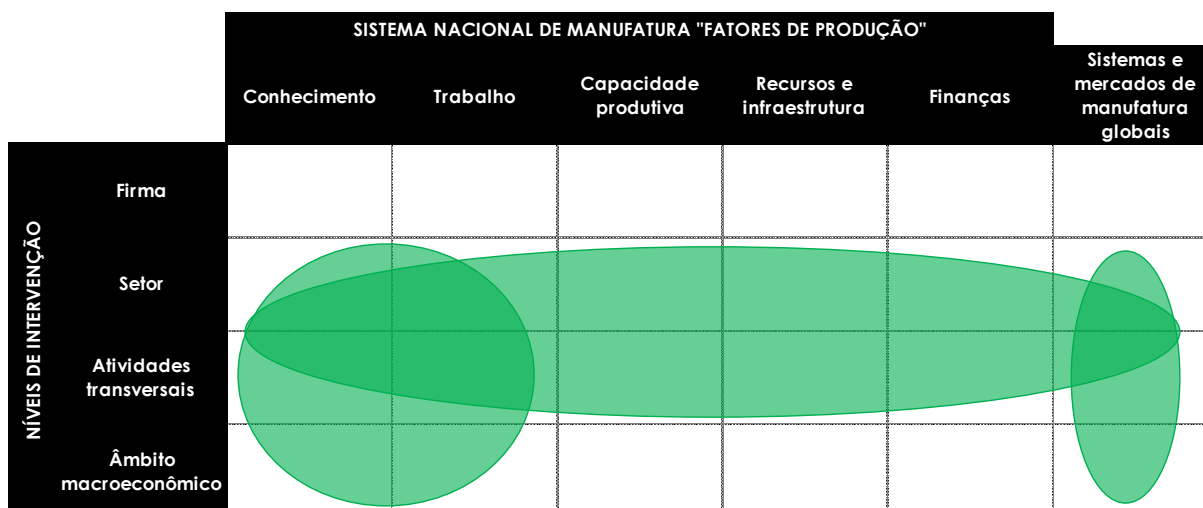 SISTEMA NACIONAL DE MANUFATURA "FATORES DE PRODUÇÃO"
Conhecimento
Trabalho
Capacidade
produtiva
Recursos e
infraestrutura
Finanças
Sistemas e
mercados de
manufatura
globais
NÍVEIS DE INTERVENÇÃO
Firma
Setor
Atividades
transversais
Âmbito
macroeconômico